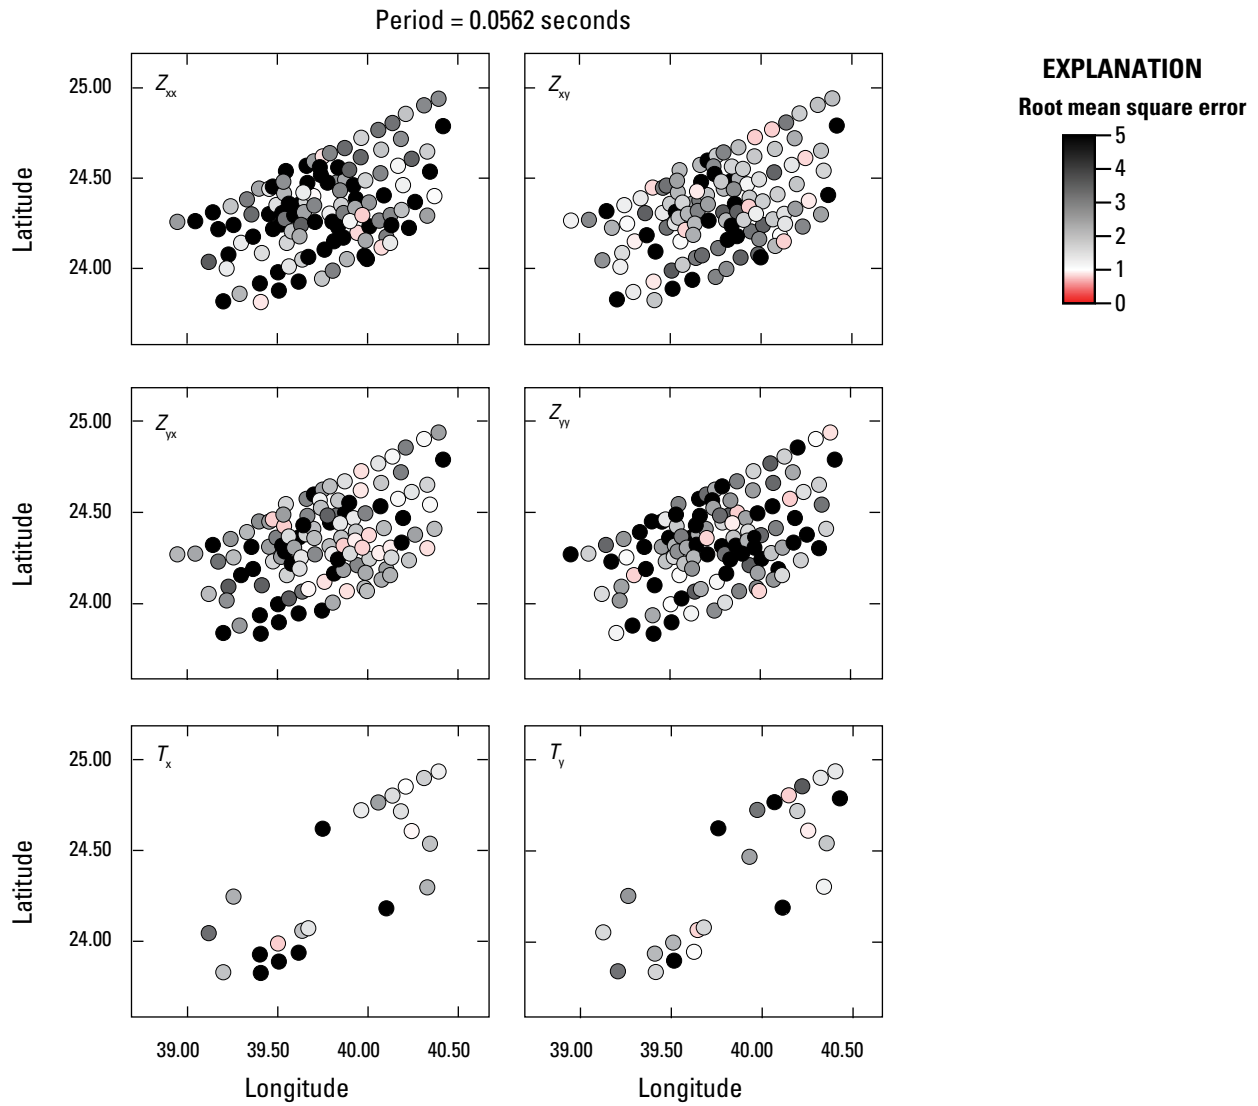 Period = 0.0562 seconds
EXPLANATION
Root mean square error
5
4
3
2
1
0
Zxx
Zxy
25.00
24.50
24.00
Latitude
Zyx
Zyy
25.00
24.50
24.00
Latitude
Tx
Ty
25.00
24.50
24.00
Latitude
39.00 39.50 40.00 40.50
39.00 39.50 40.00 40.50
Longitude
Longitude